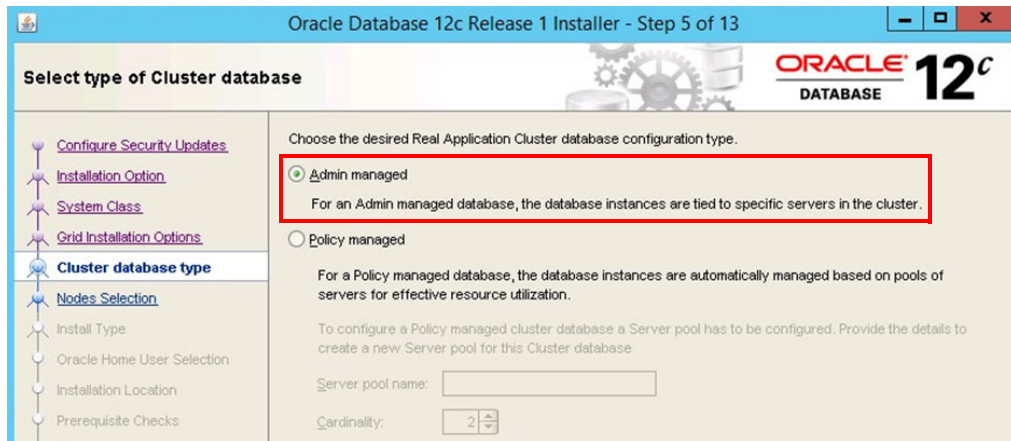 Oracle Database 12c Release 1 Installer - Step 5 of 13
Select type of Cluster database
ORACLE
DATABASE
12c
Configure Security Updates
Installation Option
System Class
Grid Installation Options
Cluster database type
Nodes Selection
Install Type
Oracle Home User Selection
Installation Location
Prerequisite Checks
Choose the desired Real Application Cluster database configuration type.
Admin managed
For an Admin managed database, the database instances are tied to specific servers in the cluster.
Policy managed
For a Policy managed database, the database instances are automatically managed based on pools of
servers for effective resource utilization.
To configure a Policy managed cluster database a Server pool has to be configured. Provide the details to
create a new Server pool for this Cluster database
Server pool name:
Cardinality: 2